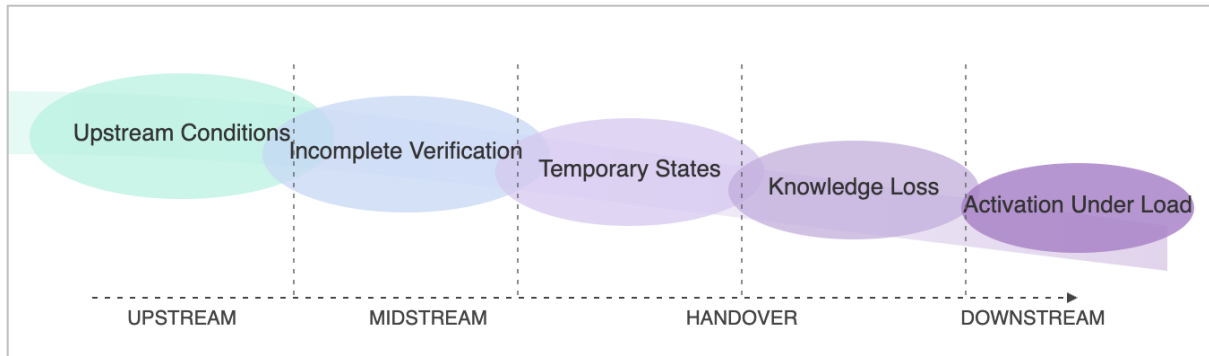 Upstream Conditions
Incomplete Verification
Temporary States
Knowledge Loss
Activation Under Load
UPSTREAM
MIDSTREAM
HANDOVER
DOWNSTREAM